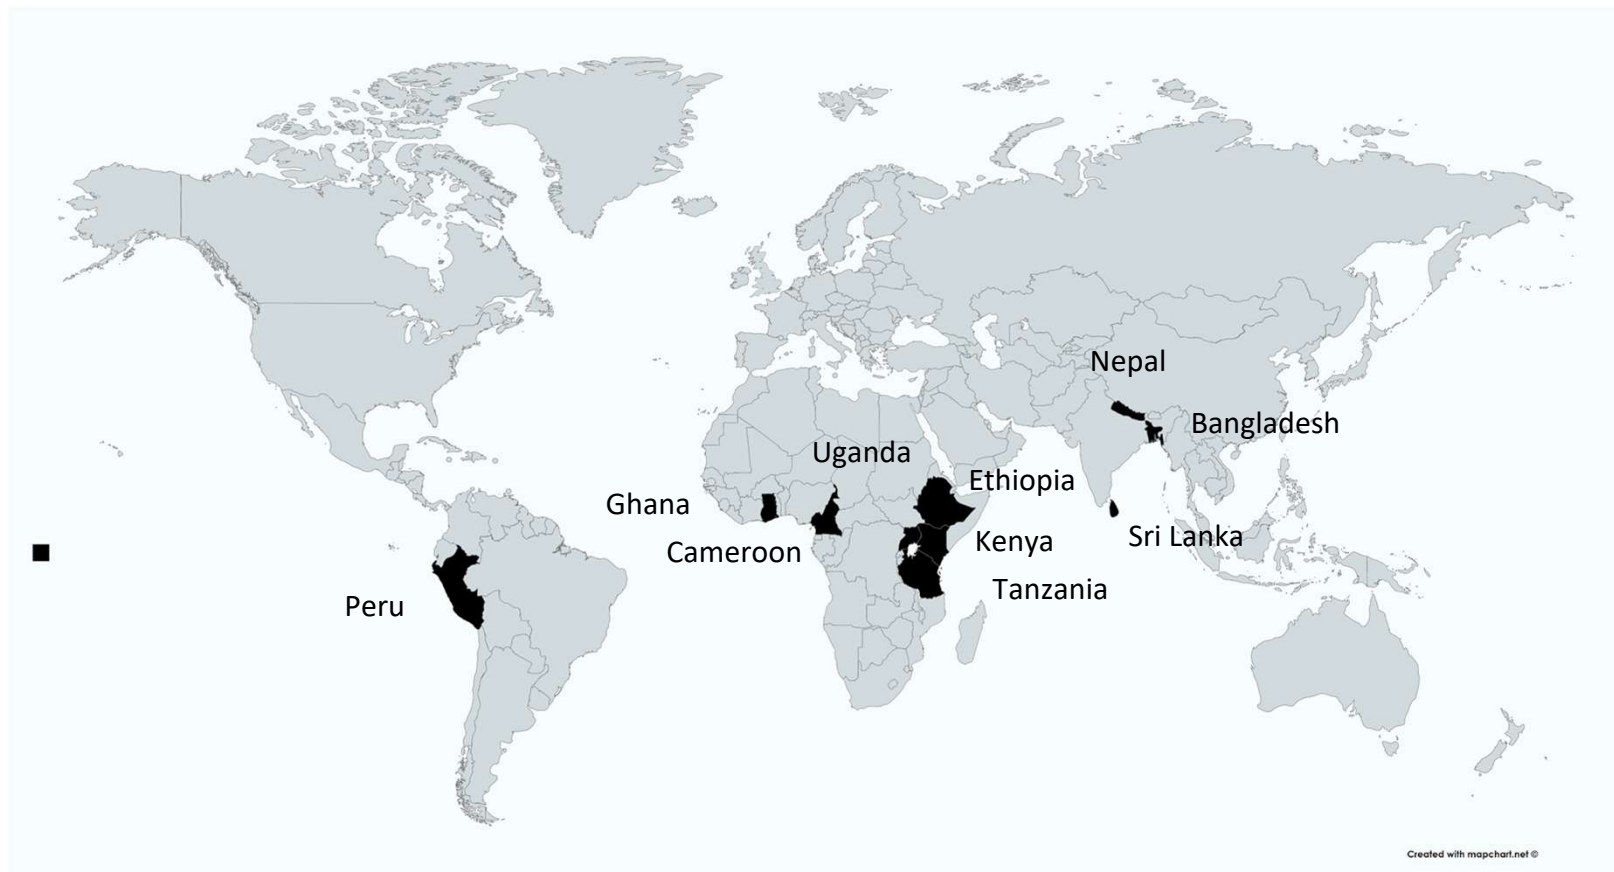 Nepal
Bangladesh
Uganda
Ethiopia
Ghana
Sri Lanka
Kenya
Cameroon
Tanzania
Peru
Created with mapchart.net ©